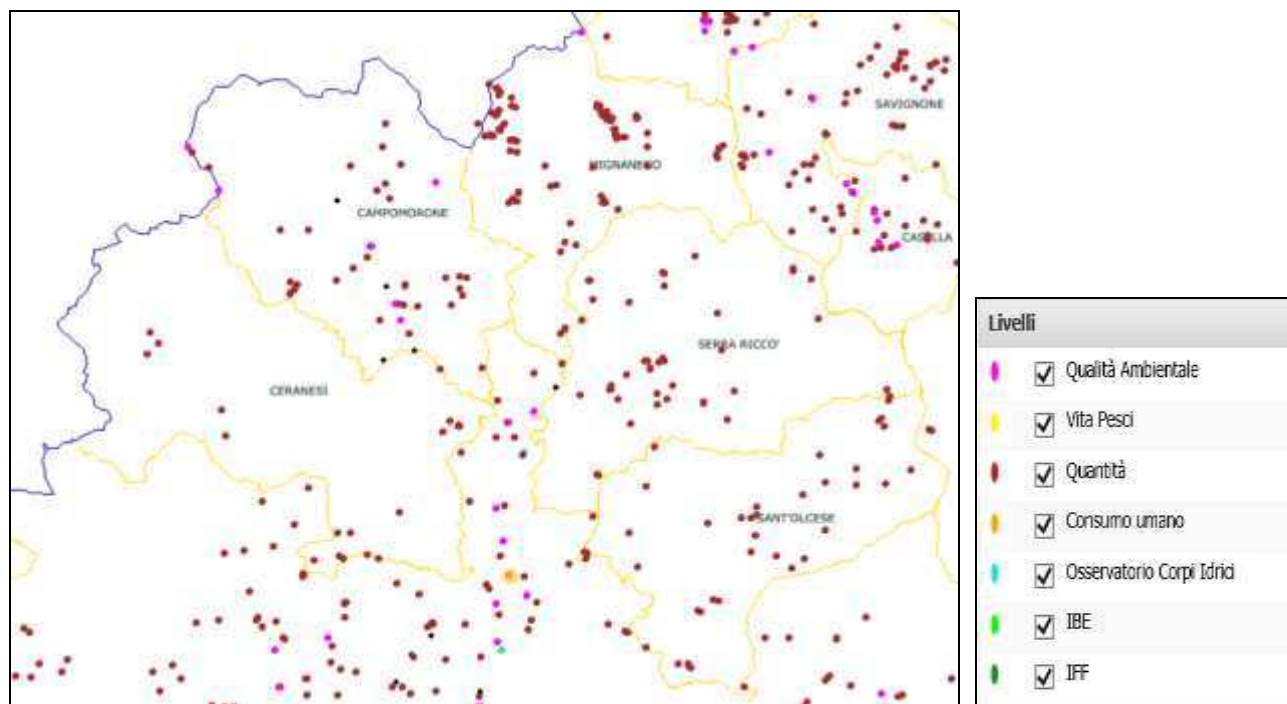 SAVIGNONE
MIGNANEGO
CAMPOMORONE
CASELLA
SERRA RICCO'
CERANESI
SANT'OLCESE
Livelli
Qualità Ambientale
Vita Pesci
Quantità
Consumo umano
Osservatorio Corpi Idrici
IBE
IFF